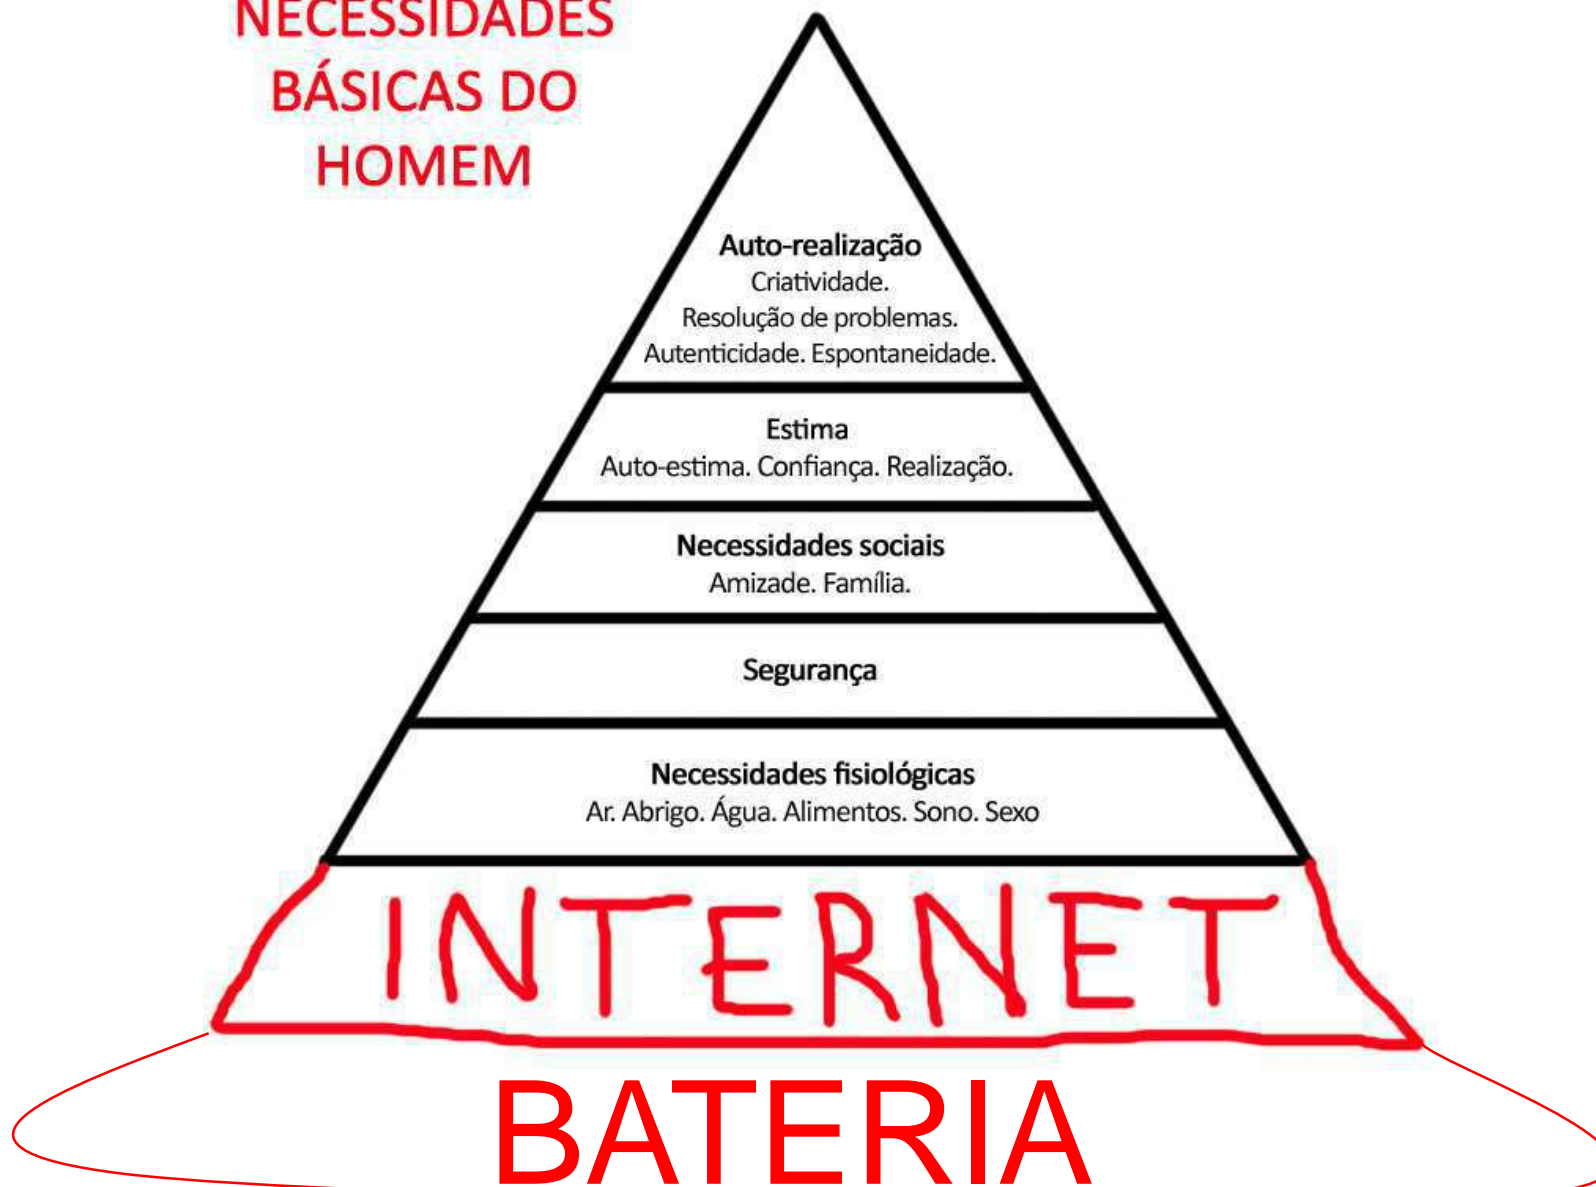 NECESSIDADES
BÁSICAS DO
HOMEM
Auto-realização
Criatividade.
Resolução de problemas.
Autenticidade. Espontaneidade.
Estima
Auto-estima. Confiança. Realização.
Necessidades sociais
Amizade. Família.
Segurança
Necessidades fisiológicas
Ar. Abrigo. Água. Alimentos. Sono. Sexo
INTERNET
BATERIA